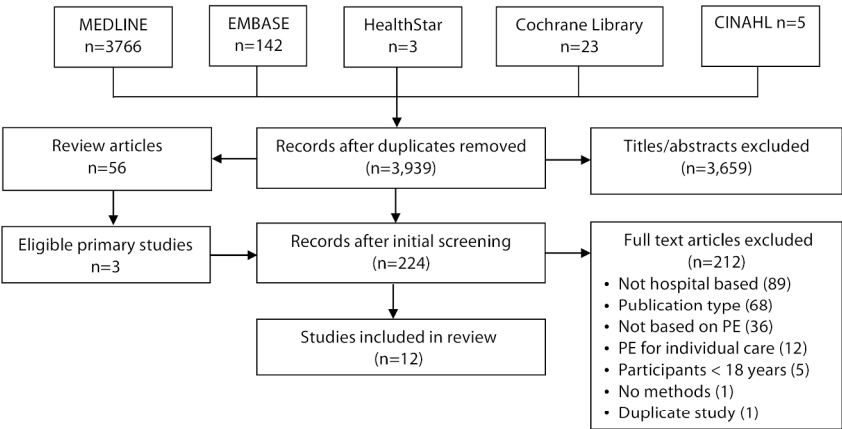 MEDLINE
n=3766
EMBASE
n=142
HealthStar
n=3
Cochrane Library
n=23
CINAHL n=5
Review articles
n=56
Records after duplicates removed
(n=3,939)
Titles/abstracts excluded
(n=3,659)
Eligible primary studies
n=3
Records after initial screening
(n=224)
Full text articles excluded
(n=212)
• Not hospital based (89)
• Publication type (68)
• Not based on PE (36)
• PE for individual care (12)
• Participants < 18 years (5)
• No methods (1)
• Duplicate study (1)
Studies included in review
(n=12)